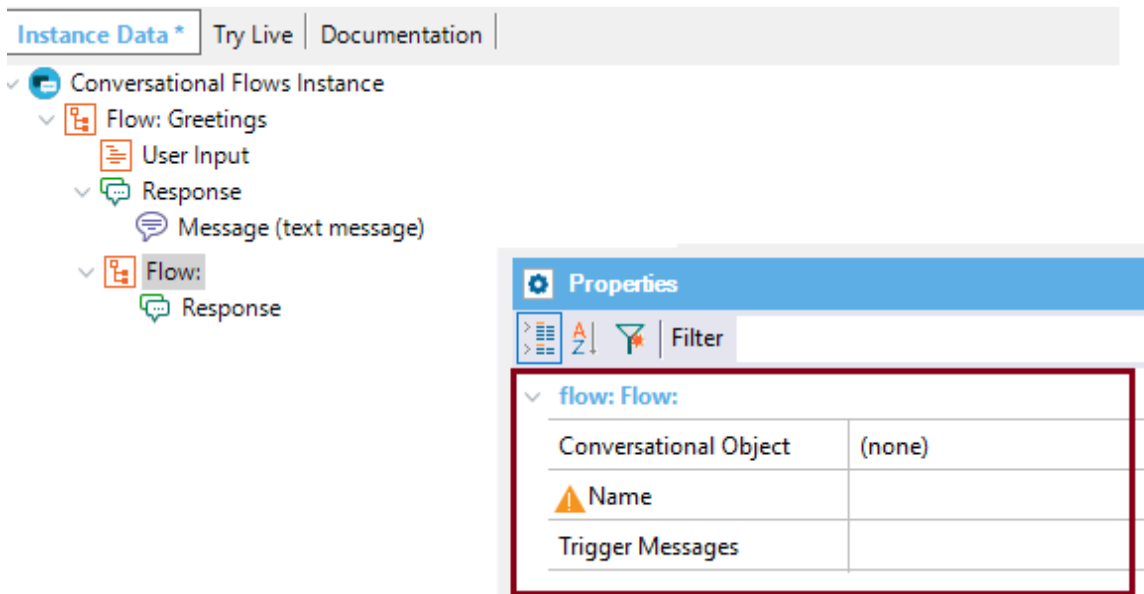 Instance Data * Try Live Documentation
Conversational Flows Instance
Flow: Greetings
User Input
Response
Message (text message)
Flow:
Response
Properties
A Z Filter
flow: Flow:
Conversational Object (none)
Name
Trigger Messages